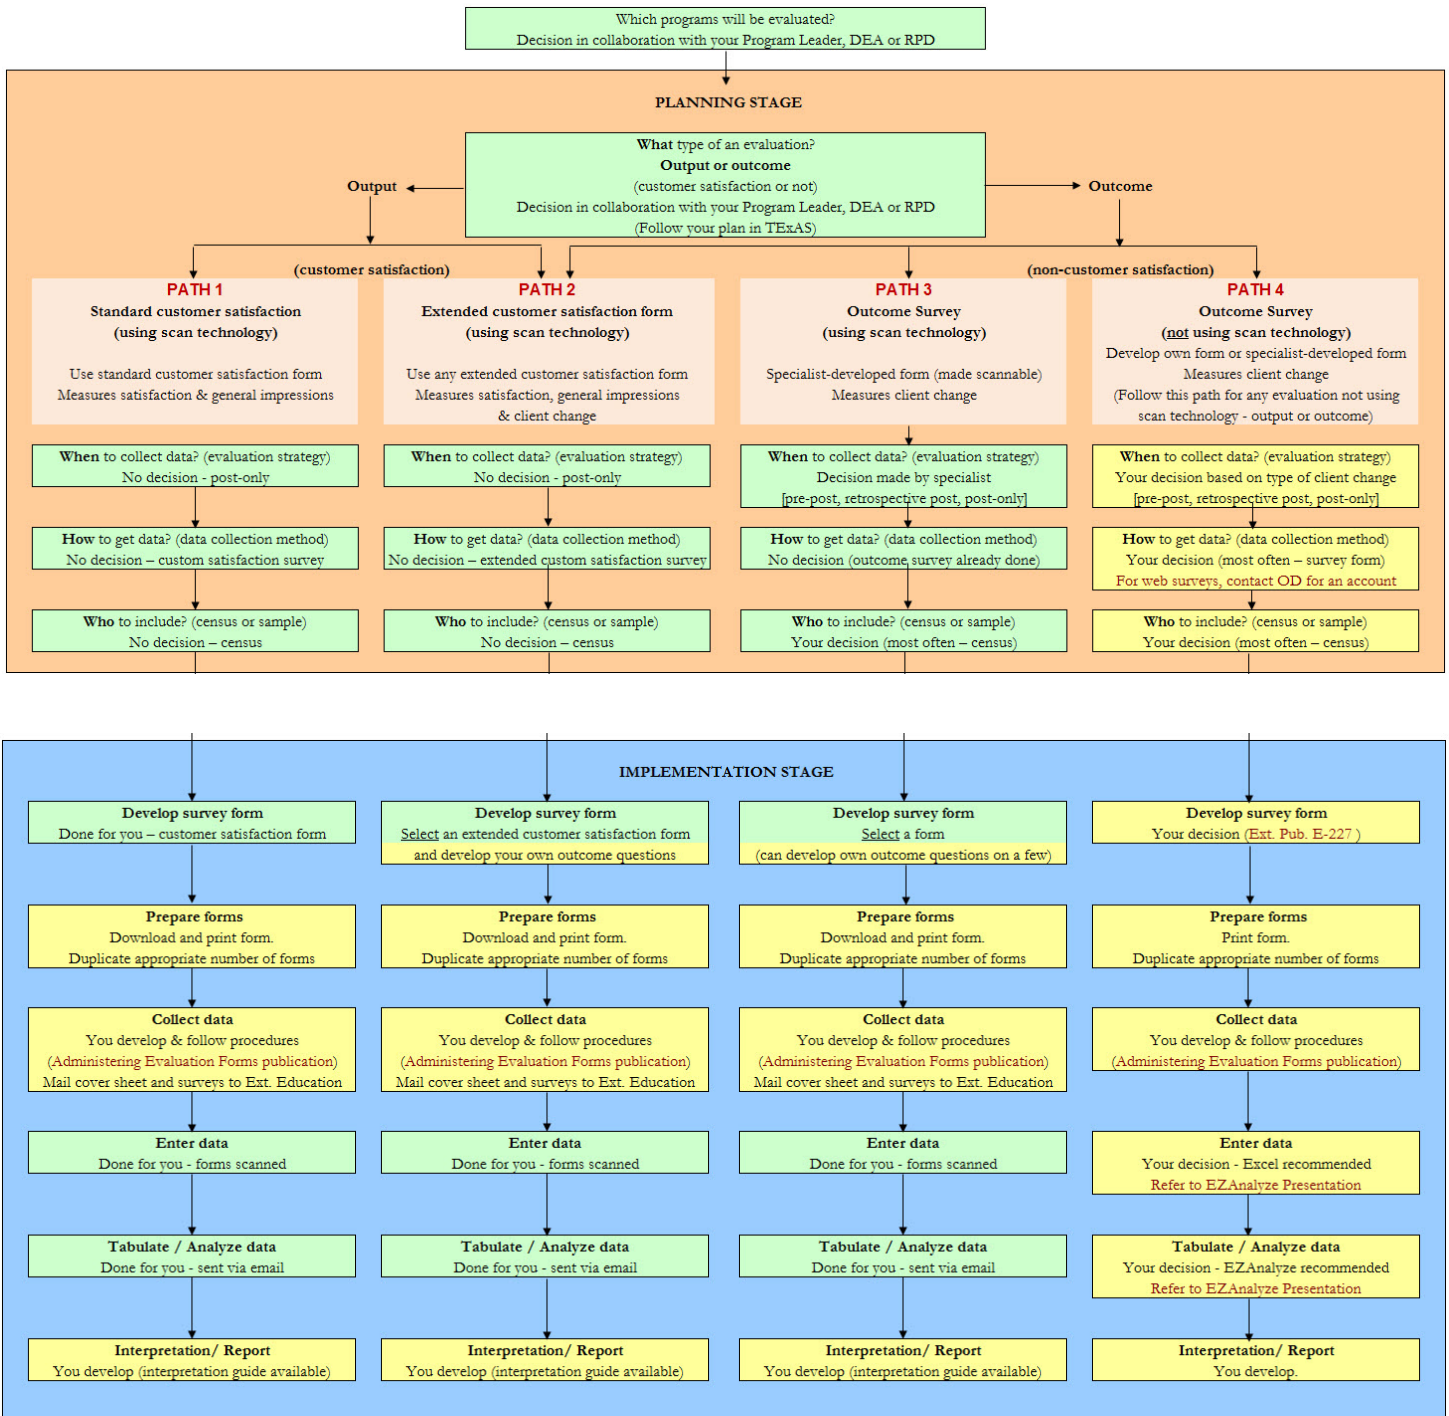 Which programs will be evaluated?
Decision in collaboration with your Program Leader, DEA or RPD
PLANNING STAGE
What type of an evaluation?
Output or outcome
(customer satisfaction or not)
Decision in collaboration with your Program Leader, DEA or RPD
(Follow your plan in TExAS)
Output
Outcome
(customer satisfaction)
(non-customer satisfaction)
PATH 1
Standard customer satisfaction
(using scan technology)
Use standard customer satisfaction form
Measures satisfaction & general impressions
When to collect data? (evaluation strategy)
No decision - post-only
How to get data? (data collection method)
No decision – custom satisfaction survey
Who to include? (census or sample)
No decision – census
PATH 2
Extended customer satisfaction form
(using scan technology)
Use any extended customer satisfaction form
Measures satisfaction, general impressions
& client change
When to collect data? (evaluation strategy)
No decision - post-only
How to get data? (data collection method)
No decision – extended custom satisfaction survey
Who to include? (census or sample)
No decision – census
PATH 3
Outcome Survey
(using scan technology)
Specialist-developed form (made scannable)
Measures client change
When to collect data? (evaluation strategy)
Decision made by specialist
[pre-post, retrospective post, post-only]
How to get data? (data collection method)
No decision (outcome survey already done)
Who to include? (census or sample)
Your decision (most often – census)
PATH 4
Outcome Survey
(not using scan technology)
Develop own form or specialist-developed form
Measures client change
(Follow this path for any evaluation not using
scan technology - output or outcome)
When to collect data? (evaluation strategy)
Your decision based on type of client change
[pre-post, retrospective post, post-only]
How to get data? (data collection method)
Your decision (most often – survey form)
For web surveys, contact OD for an account
Who to include? (census or sample)
Your decision (most often – census)
IMPLEMENTATION STAGE
Develop survey form
Done for you – customer satisfaction form
Prepare forms
Download and print form.
Duplicate appropriate number of forms
Collect data
You develop & follow procedures
(Administering Evaluation Forms publication)
Mail cover sheet and surveys to Ext. Education
Enter data
Done for you - forms scanned
Tabulate / Analyze data
Done for you - sent via email
Interpretation/ Report
You develop (interpretation guide available)
Develop survey form
Select an extended customer satisfaction form
and develop your own outcome questions
Prepare forms
Download and print form.
Duplicate appropriate number of forms
Collect data
You develop & follow procedures
(Administering Evaluation Forms publication)
Mail cover sheet and surveys to Ext. Education
Enter data
Done for you - forms scanned
Tabulate / Analyze data
Done for you - sent via email
Interpretation/ Report
You develop (interpretation guide available)
Develop survey form
Select a form
(can develop own outcome questions on a few)
Prepare forms
Download and print form.
Duplicate appropriate number of forms
Collect data
You develop & follow procedures
(Administering Evaluation Forms publication)
Mail cover sheet and surveys to Ext. Education
Enter data
Done for you - forms scanned
Tabulate / Analyze data
Done for you - sent via email
Interpretation/ Report
You develop (interpretation guide available)
Develop survey form
Your decision (Ext. Pub. E-227 )
Prepare forms
Print form.
Duplicate appropriate number of forms
Collect data
You develop & follow procedures
(Administering Evaluation Forms publication)
Enter data
Your decision - Excel recommended
Refer to EZAnalyze Presentation
Tabulate / Analyze data
Your decision - EZAnalyze recommended
Refer to EZAnalyze Presentation
Interpretation/ Report
You develop.